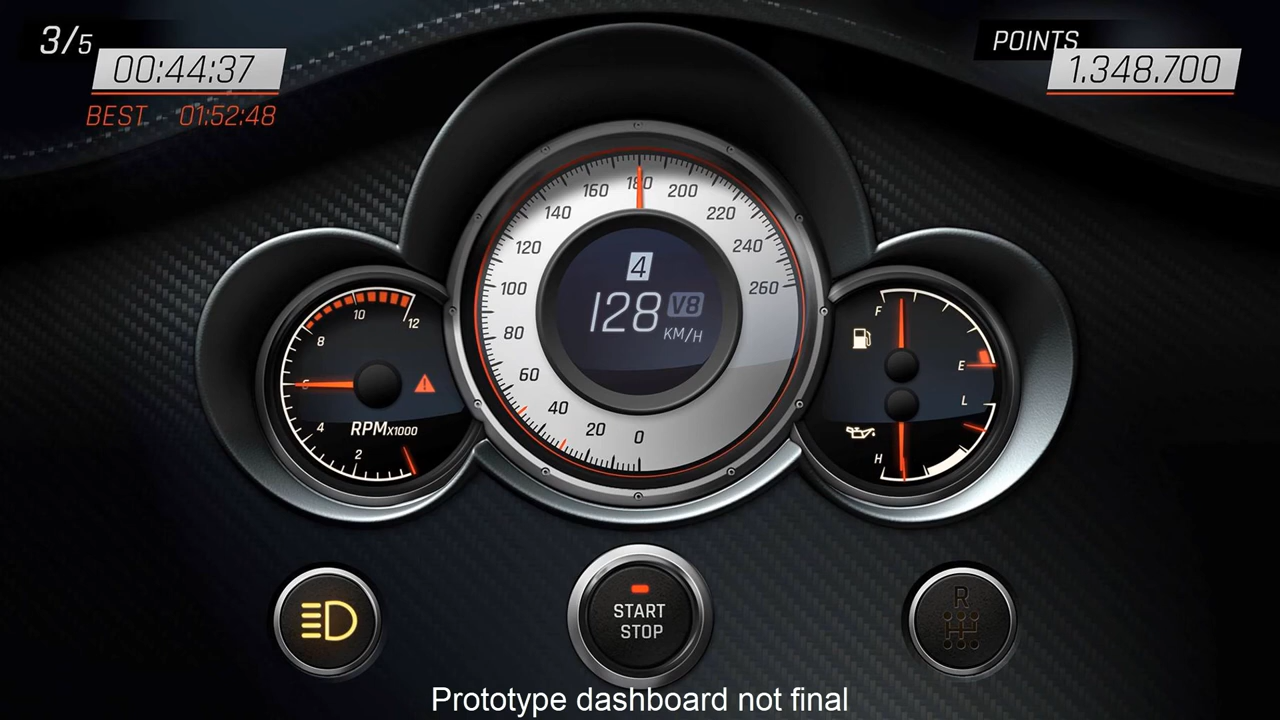 3/5
00:44:37
BEST - 01:52:48
POINTS
1.348.700
160 180 200
140 220
120 240
100 260
80
60
40
20 0
4
128 V8
KM/H
10 12
8
6
4 RPMX1000
2
F
E
L
H
START
STOP
R
Prototype dashboard not final